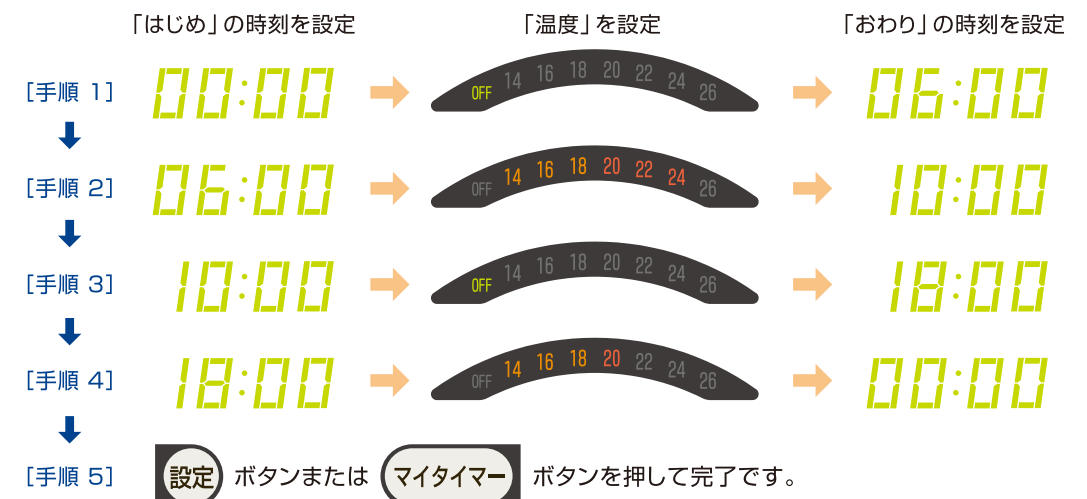 「はじめ」の時刻を設定 「温度」を設定 「おわり」の時刻を設定
[手順 1] 00:00 OFF 14 16 18 20 22 24 26 06:00
[手順 2] 06:00 OFF 14 16 18 20 22 24 26 10:00
[手順 3] 10:00 OFF 14 16 18 20 22 24 26 18:00
[手順 4] 18:00 OFF 14 16 18 20 22 24 26 00:00
[手順 5] 設定 ボタンまたは マイタイマー ボタンを押して完了です。